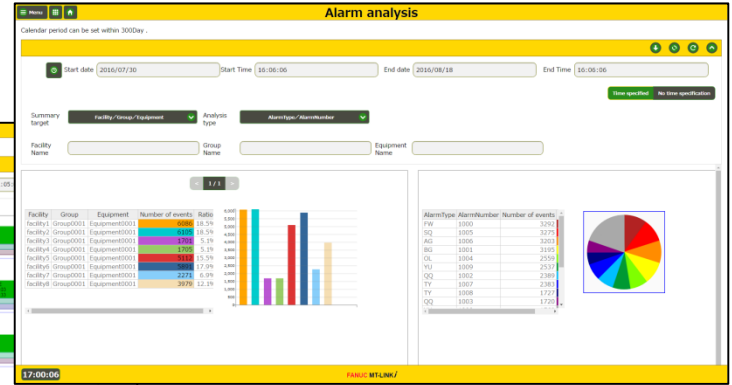 Menu
Alarm analysis
Calendar period can be set within 300Day .
Start date 2016/07/30 Start Time 16:06:06 End date 2016/08/18 End Time 16:06:06
Time specified No time specification
Summary target Facility/Group/Equipment Analysis type AlarmType/AlarmNumber
Facility Name Group Name Equipment Name
< 1/1 >
Facility Group Equipment Number of events Ratio
facility1 Group0001 Equipment0001 6086 18.5%
facility2 Group0001 Equipment0001 6105 18.5%
facility3 Group0001 Equipment0001 1701 5.1%
facility4 Group0001 Equipment0001 1705 5.1%
facility5 Group0001 Equipment0001 5112 15.5%
facility6 Group0001 Equipment0001 17.9%
facility7 Group0001 Equipment0001 2271 6.9%
facility8 Group0001 Equipment0001 3979 12.1%
AlarmType AlarmNumber Number of events
FW 1000 3292
SQ 1005 3275
AG 1006 3203
BG 1001 3195
OL 1004 2559
YU 1009 2537
QQ 1002 2389
TY 1007 2383
TY 1008 1727
QQ 1003 1720
17:00:06
FANUC MT-LINKi